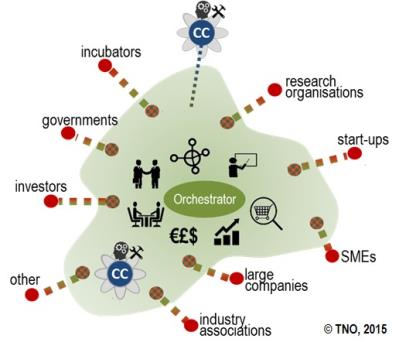 CC
incubators
research
organisations
governments
start-ups
investors
Orchestrator
€£$
CC
SMEs
other
large
companies
industry
associations
© TNO, 2015